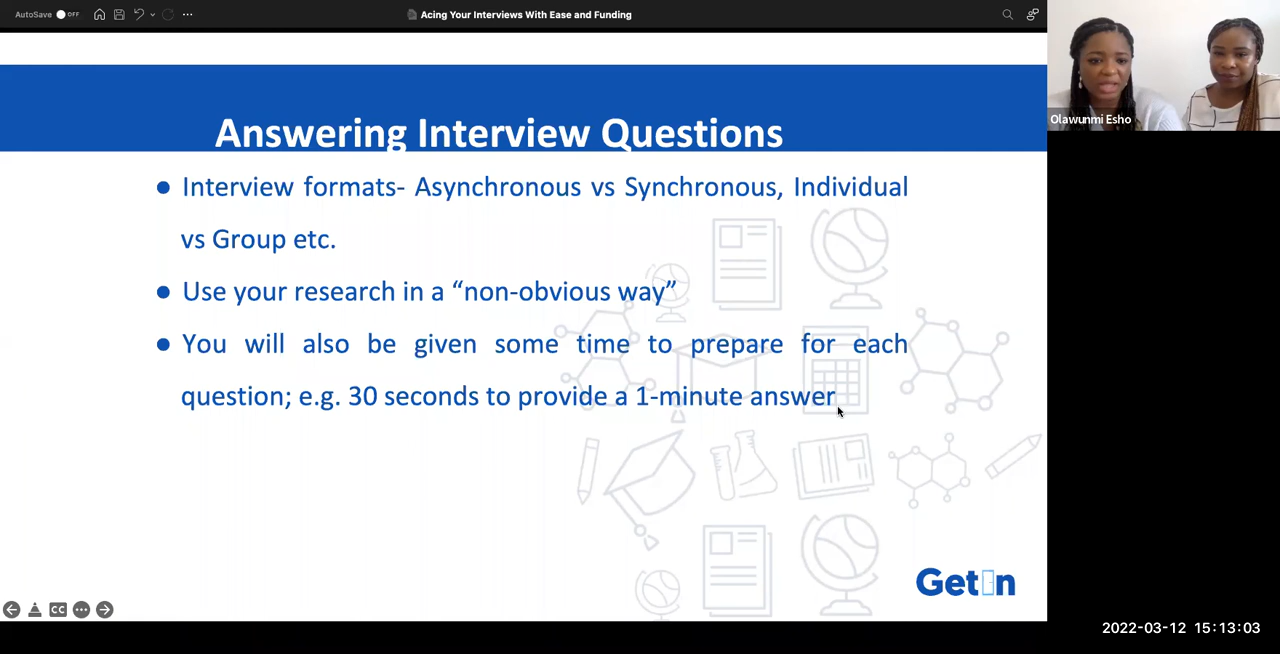 AutoSave OFF
Acing Your Interviews With Ease and Funding
Olawunmi Esho
Answering Interview Questions
● Interview formats- Asynchronous vs Synchronous, Individual
vs Group etc.
● Use your research in a “non-obvious way”
● You will also be given some time to prepare for each
question; e.g. 30 seconds to provide a 1-minute answer
GetIn
CC
2022-03-12 15:13:03